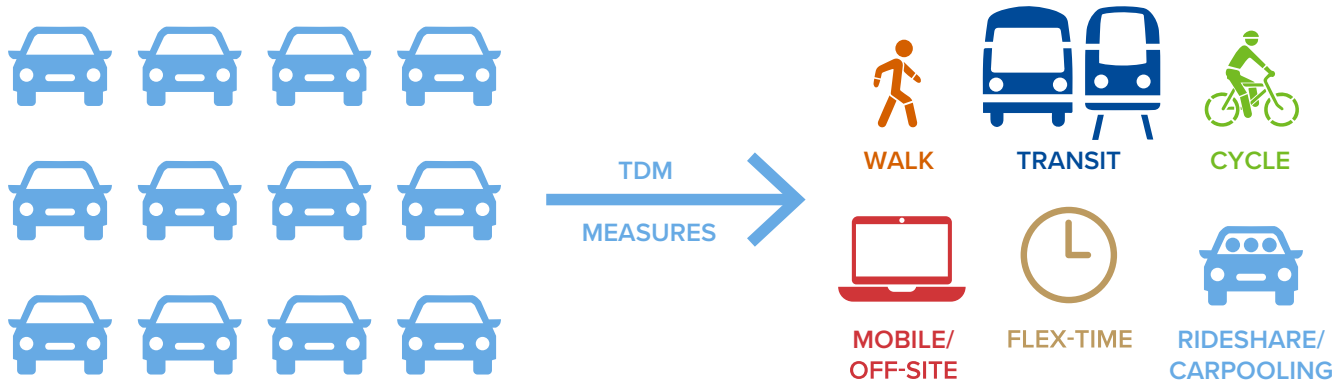 TDM
MEASURES
WALK
TRANSIT
CYCLE
MOBILE/
OFF-SITE
FLEX-TIME
RIDESHARE/
CARPOOLING